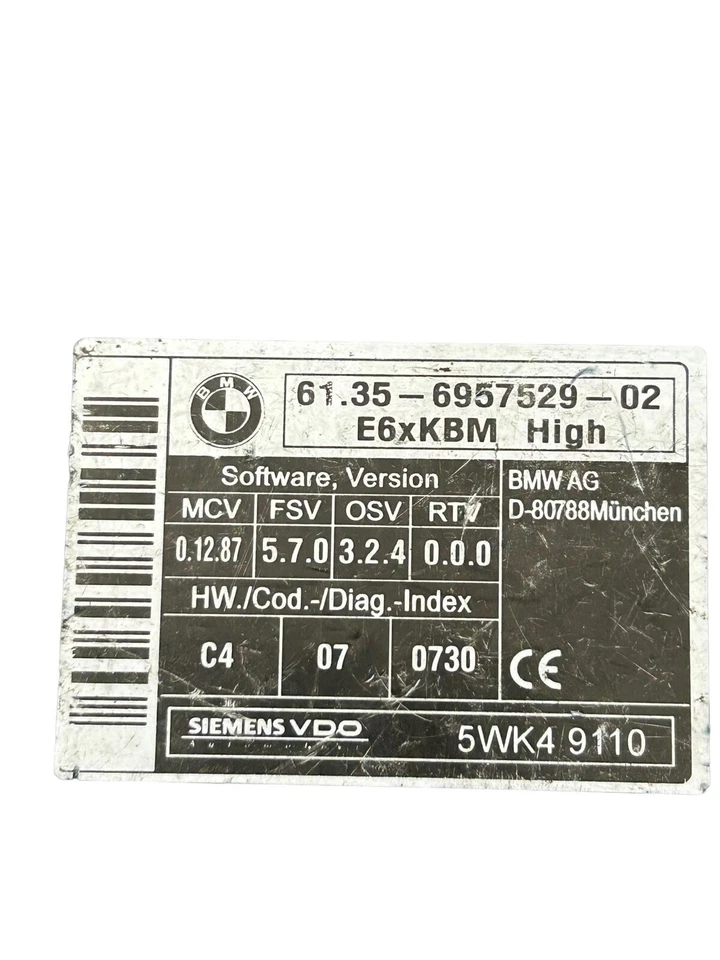 BMW
61.35-6957529-02
E6xKBM High
Software, Version
MCV FSV OSV RTV
0.12.87 5.7.0 3.2.4 0.0.0
HW./Cod.-/Diag.-Index
C4 07 0730
BMW AG
D-80788München
CE
SIEMENS VDO
Automotive
5WK4 9110